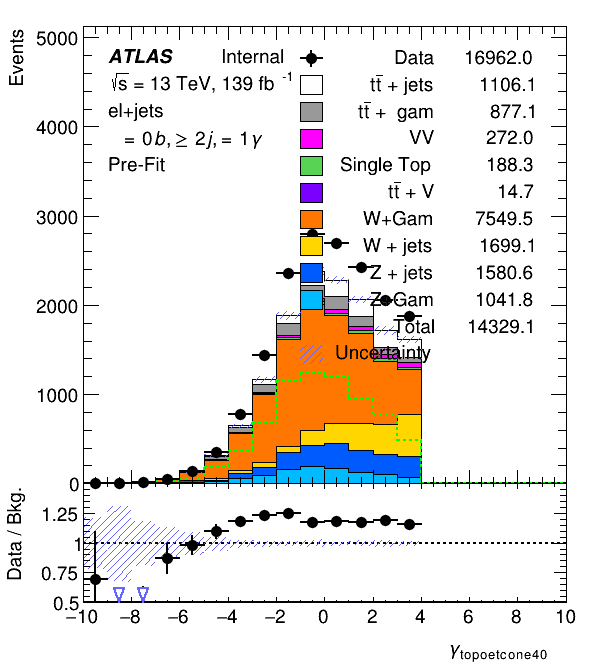 Events
5000
4000
3000
2000
1000
0
ATLAS Internal
√s = 13 TeV, 139 fb⁻¹
el+jets
= 0b, ≥ 2j, = 1γ
Pre-Fit
Data 16962.0
tt̄ + jets 1106.1
tt̄ + gam 877.1
VV 272.0
Single Top 188.3
tt̄ + V 14.7
W+Gam 7549.5
W + jets 1699.1
Z + jets 1580.6
Z+Gam 1041.8
Total 14329.1
Uncertainty
Data / Bkg.
1.25
1
0.75
0.5
−10 −8 −6 −4 −2 0 2 4 6 8 10
γtopoetcone40